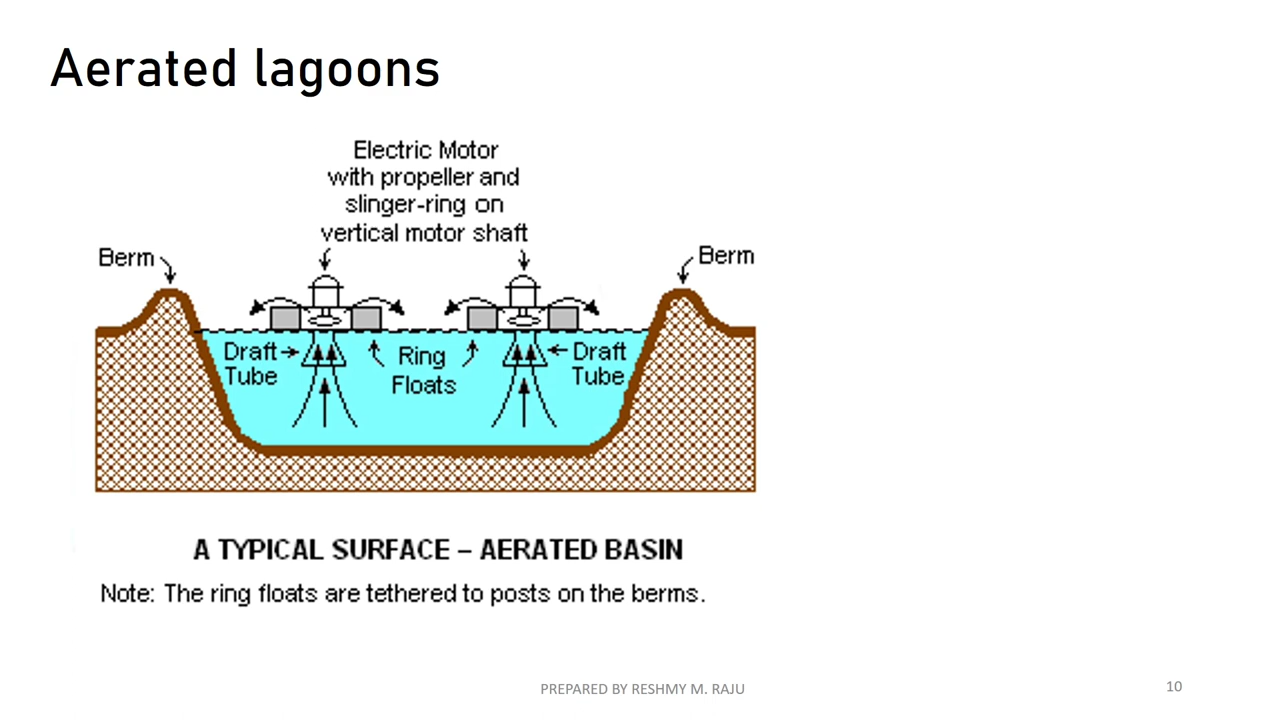 Aerated lagoons
Electric Motor
with propeller and
slinger-ring on
vertical motor shaft
Berm
Berm
Draft
Tube
Ring
Floats
Draft
Tube
A TYPICAL SURFACE – AERATED BASIN
Note: The ring floats are tethered to posts on the berms.
PREPARED BY RESHMY M. RAJU
10